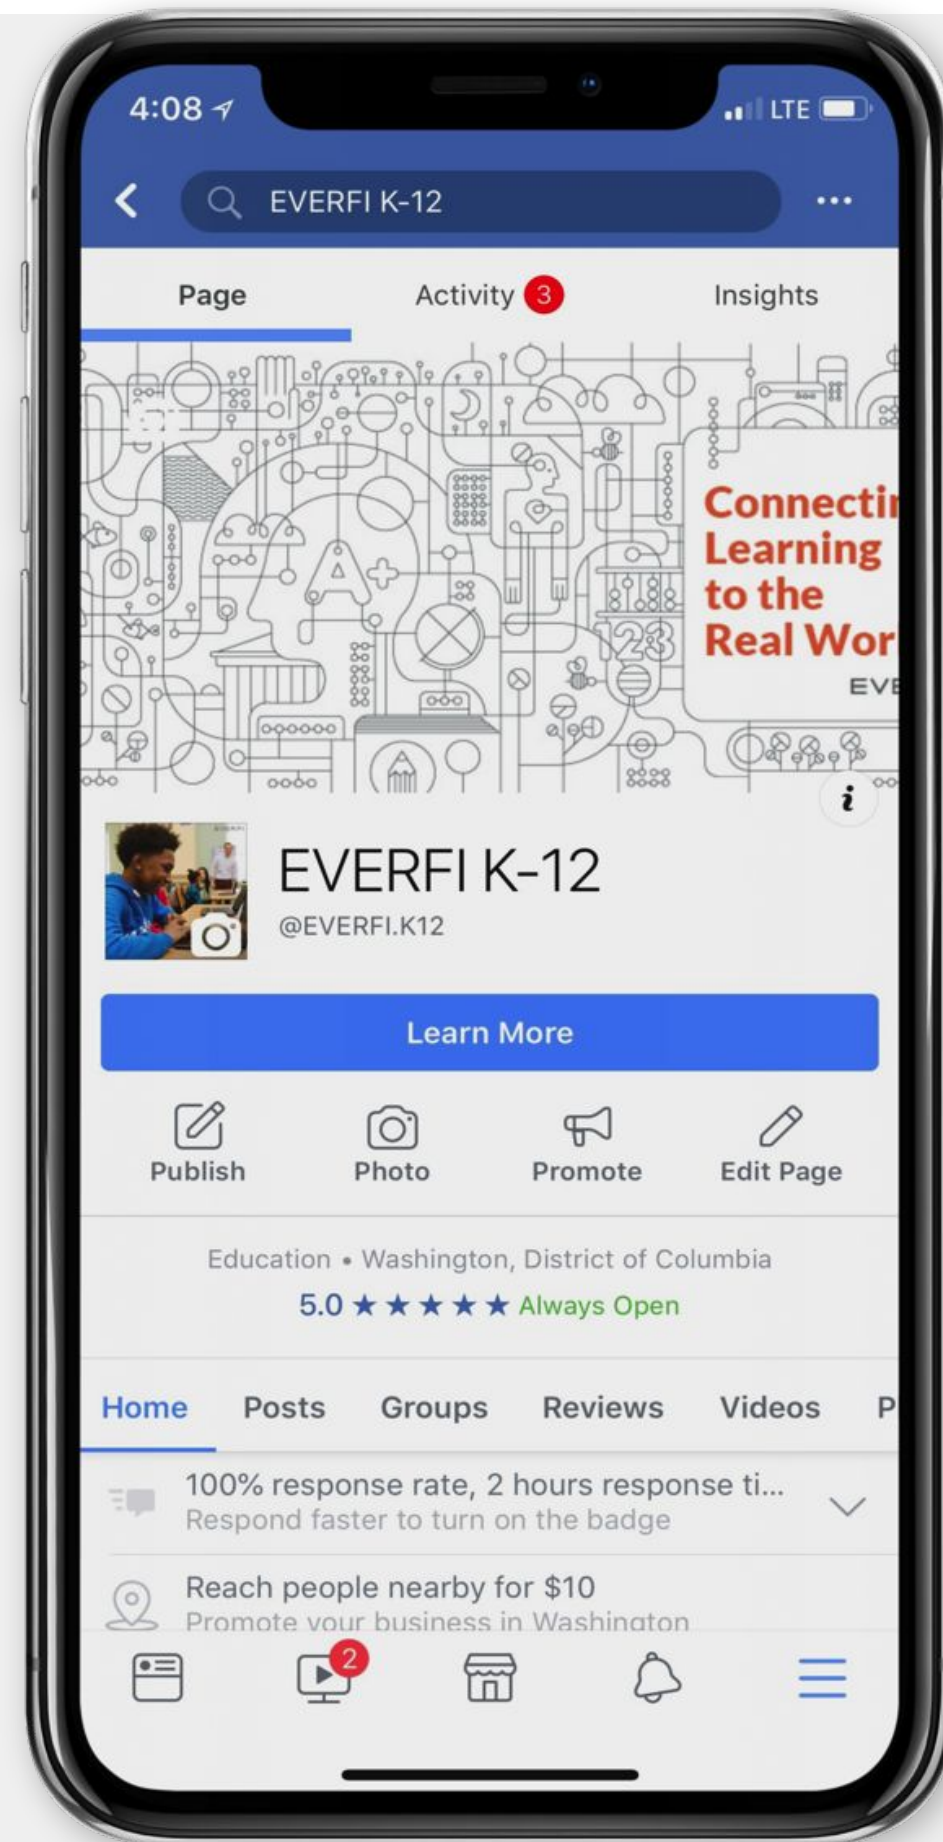 4:08
LTE
EVERFI K-12
Page
Activity 3
Insights
Connectin
Learning
to the
Real Wor
EVE
123
A+
EVERFI K-12
@EVERFI.K12
Learn More
Publish
Photo
Promote
Edit Page
Education • Washington, District of Columbia
5.0 ★★★★★ Always Open
Home
Posts
Groups
Reviews
Videos
P
100% response rate, 2 hours response ti...
Respond faster to turn on the badge
Reach people nearby for $10
Promote your business in Washington
2